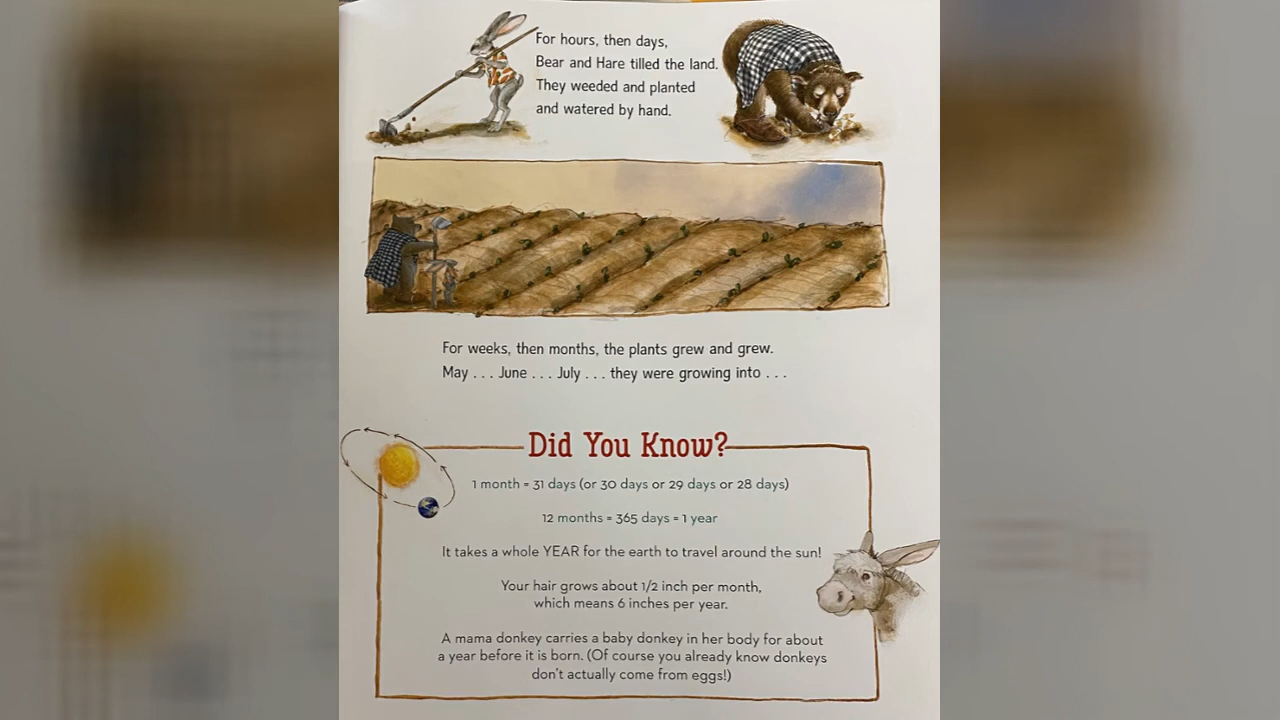 For hours, then days,
Bear and Hare tilled the land.
They weeded and planted
and watered by hand.
For weeks, then months, the plants grew and grew.
May . . . June . . . July . . . they were growing into . . .
Did You Know?
1 month = 31 days (or 30 days or 29 days or 28 days)
12 months = 365 days = 1 year
It takes a whole YEAR for the earth to travel around the sun!
Your hair grows about 1/2 inch per month,
which means 6 inches per year.
A mama donkey carries a baby donkey in her body for about
a year before it is born. (Of course you already know donkeys
don't actually come from eggs!)